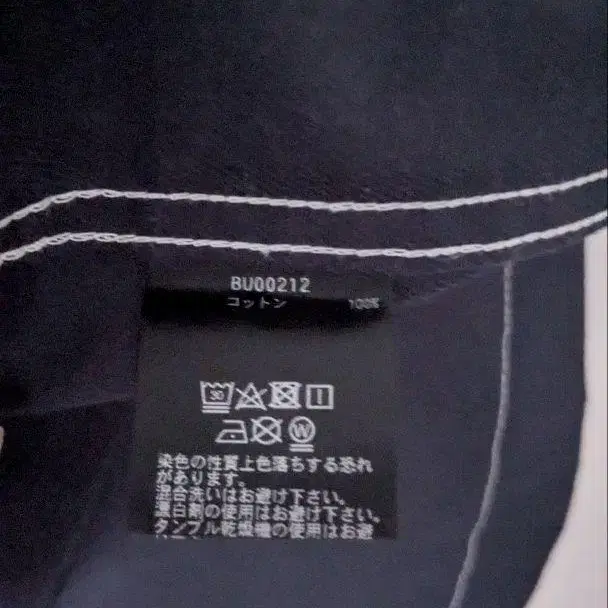 BU00212
コットン 100%
30
W
染色の性質上色落ちする恐れ
があります。
混合洗いはお避け下さい。
漂白剤の使用はお避け下さい。
タンブル乾燥機の使用はお避